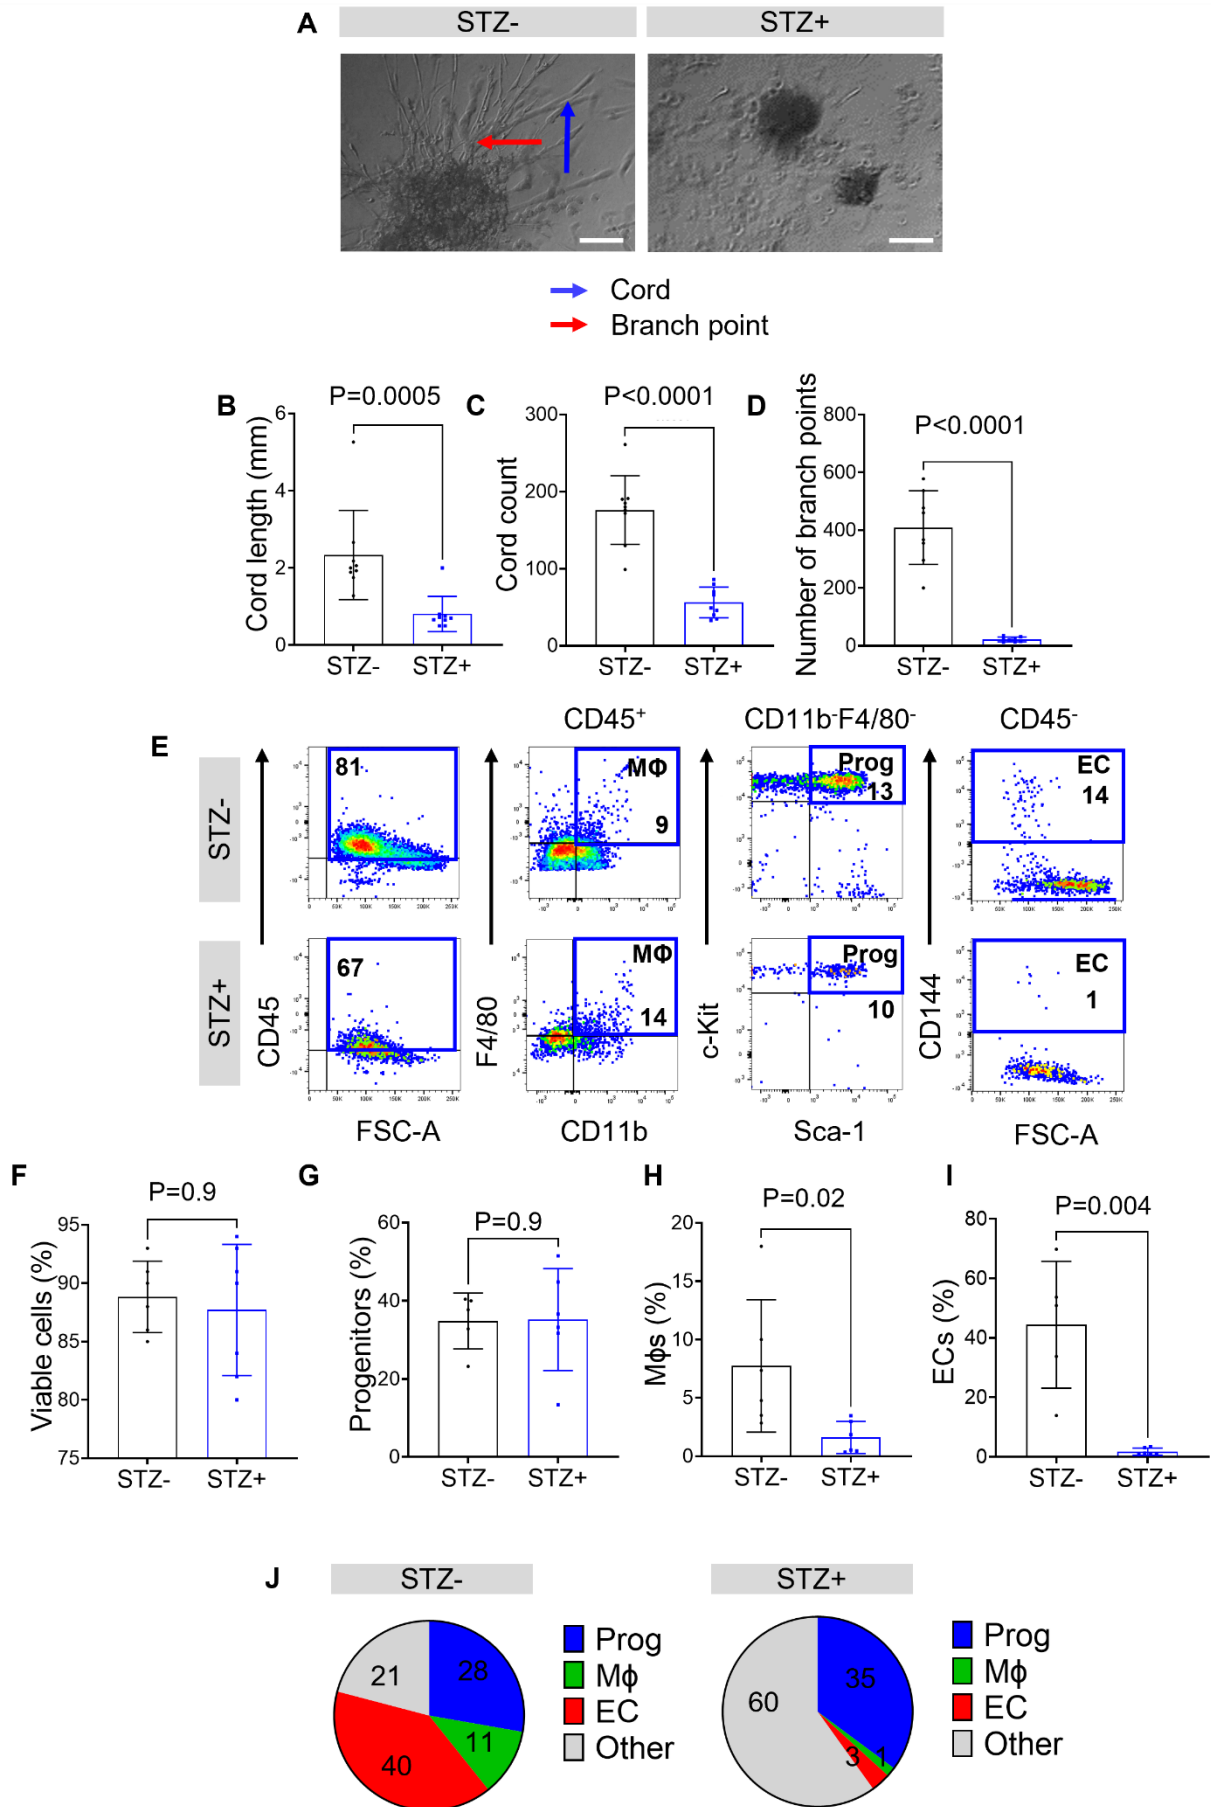 A STZ- STZ+
Cord
Branch point
B P=0.0005 C P<0.0001 D P<0.0001
Cord length (mm)
6
4
2
0
STZ- STZ+
Cord count
300
200
100
0
STZ- STZ+
Number of branch points
800
600
400
200
0
STZ- STZ+
E CD45⁺ CD11b⁻F4/80⁻ CD45⁻
STZ-
81
MΦ
9
Prog
13
EC
14
STZ+
67
MΦ
14
Prog
10
EC
1
CD45 F4/80 c-Kit CD144
FSC-A CD11b Sca-1 FSC-A
F P=0.9 G P=0.9 H P=0.02 I P=0.004
Viable cells (%)
95
90
85
80
75
STZ- STZ+
Progenitors (%)
60
40
20
0
STZ- STZ+
Mϕs (%)
20
15
10
5
0
STZ- STZ+
ECs (%)
80
60
40
20
0
STZ- STZ+
J STZ- STZ+
28
11
40
21
Prog
Mϕ
EC
Other
35
1
3
60
Prog
Mϕ
EC
Other